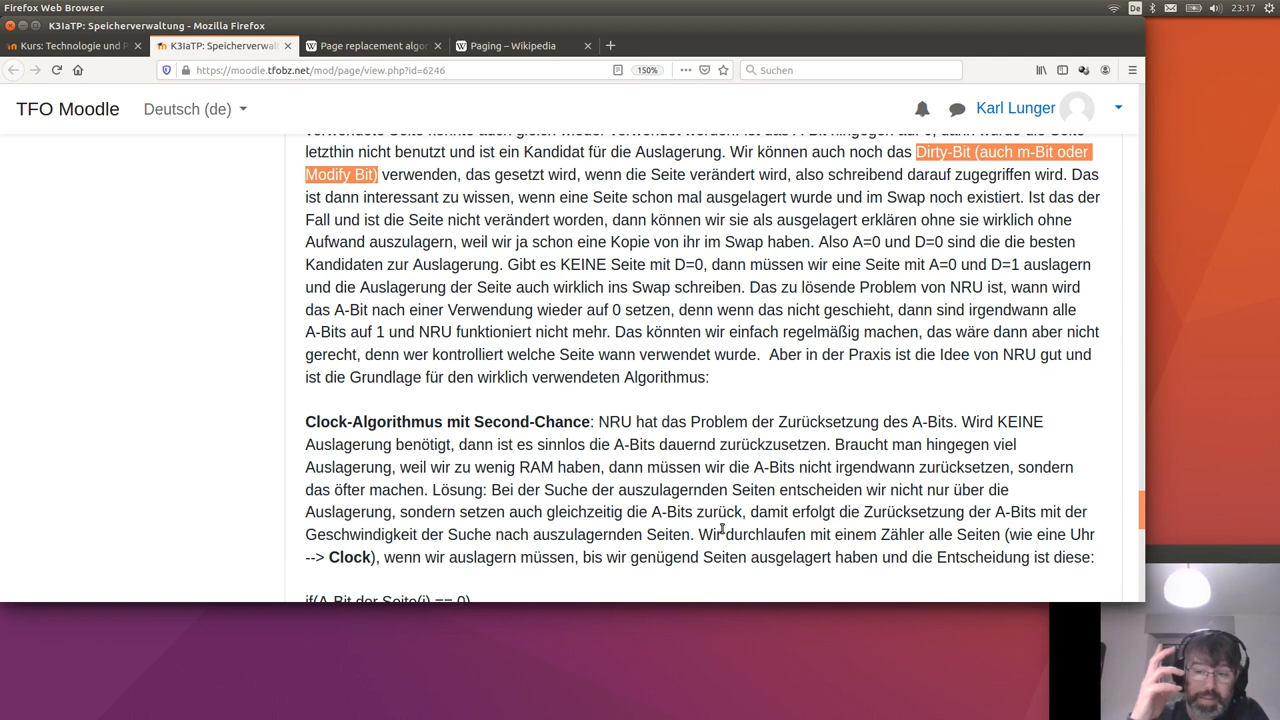 Firefox Web Browser
De
23:17
K3IaTP: Speicherverwaltung - Mozilla Firefox
Kurs: Technologie und P
K3IaTP: Speicherverwal
Page replacement algo
Paging – Wikipedia
https://moodle.tfobz.net/mod/page/view.php?id=6246
150%
Suchen
TFO Moodle
Deutsch (de)
Karl Lunger
letzthin nicht benutzt und ist ein Kandidat für die Auslagerung. Wir können auch noch das Dirty-Bit (auch m-Bit oder
Modify Bit) verwenden, das gesetzt wird, wenn die Seite verändert wird, also schreibend darauf zugegriffen wird. Das
ist dann interessant zu wissen, wenn eine Seite schon mal ausgelagert wurde und im Swap noch existiert. Ist das der
Fall und ist die Seite nicht verändert worden, dann können wir sie als ausgelagert erklären ohne sie wirklich ohne
Aufwand auszulagern, weil wir ja schon eine Kopie von ihr im Swap haben. Also A=0 und D=0 sind die die besten
Kandidaten zur Auslagerung. Gibt es KEINE Seite mit D=0, dann müssen wir eine Seite mit A=0 und D=1 auslagern
und die Auslagerung der Seite auch wirklich ins Swap schreiben. Das zu lösende Problem von NRU ist, wann wird
das A-Bit nach einer Verwendung wieder auf 0 setzen, denn wenn das nicht geschieht, dann sind irgendwann alle
A-Bits auf 1 und NRU funktioniert nicht mehr. Das könnten wir einfach regelmäßig machen, das wäre dann aber nicht
gerecht, denn wer kontrolliert welche Seite wann verwendet wurde. Aber in der Praxis ist die Idee von NRU gut und
ist die Grundlage für den wirklich verwendeten Algorithmus:
Clock-Algorithmus mit Second-Chance: NRU hat das Problem der Zurücksetzung des A-Bits. Wird KEINE
Auslagerung benötigt, dann ist es sinnlos die A-Bits dauernd zurückzusetzen. Braucht man hingegen viel
Auslagerung, weil wir zu wenig RAM haben, dann müssen wir die A-Bits nicht irgendwann zurücksetzen, sondern
das öfter machen. Lösung: Bei der Suche der auszulagernden Seiten entscheiden wir nicht nur über die
Auslagerung, sondern setzen auch gleichzeitig die A-Bits zurück, damit erfolgt die Zurücksetzung der A-Bits mit der
Geschwindigkeit der Suche nach auszulagernden Seiten. Wir durchlaufen mit einem Zähler alle Seiten (wie eine Uhr
--> Clock), wenn wir auslagern müssen, bis wir genügend Seiten ausgelagert haben und die Entscheidung ist diese:
if(A-Bit der Seite(i) == 0)